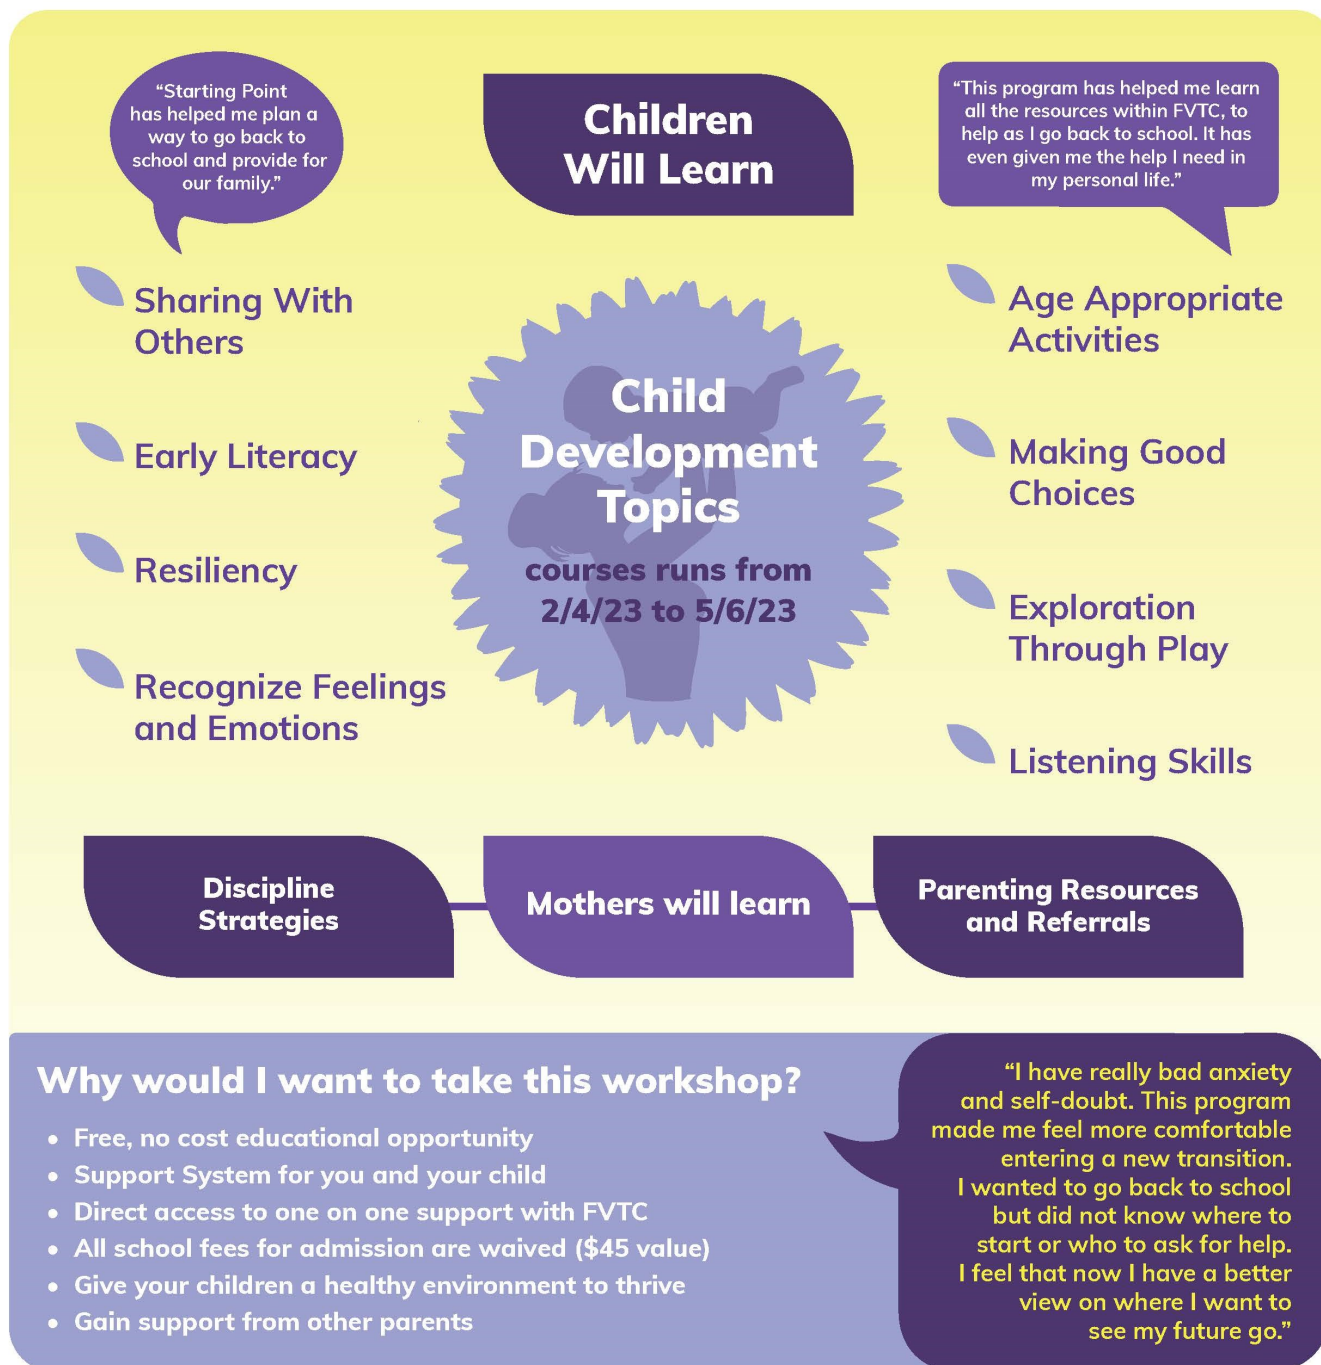 “Starting Point
has helped me plan a
way to go back to
school and provide for
our family.”
Children
Will Learn
“This program has helped me learn
all the resources within FVTC, to
help as I go back to school. It has
even given me the help I need in
my personal life.”
Sharing With
Others
Early Literacy
Resiliency
Recognize Feelings
and Emotions
Child
Development
Topics
courses runs from
2/4/23 to 5/6/23
Age Appropriate
Activities
Making Good
Choices
Exploration
Through Play
Listening Skills
Discipline
Strategies
Mothers will learn
Parenting Resources
and Referrals
Why would I want to take this workshop?
• Free, no cost educational opportunity
• Support System for you and your child
• Direct access to one on one support with FVTC
• All school fees for admission are waived ($45 value)
• Give your children a healthy environment to thrive
• Gain support from other parents
“I have really bad anxiety
and self-doubt. This program
made me feel more comfortable
entering a new transition.
I wanted to go back to school
but did not know where to
start or who to ask for help.
I feel that now I have a better
view on where I want to
see my future go.”